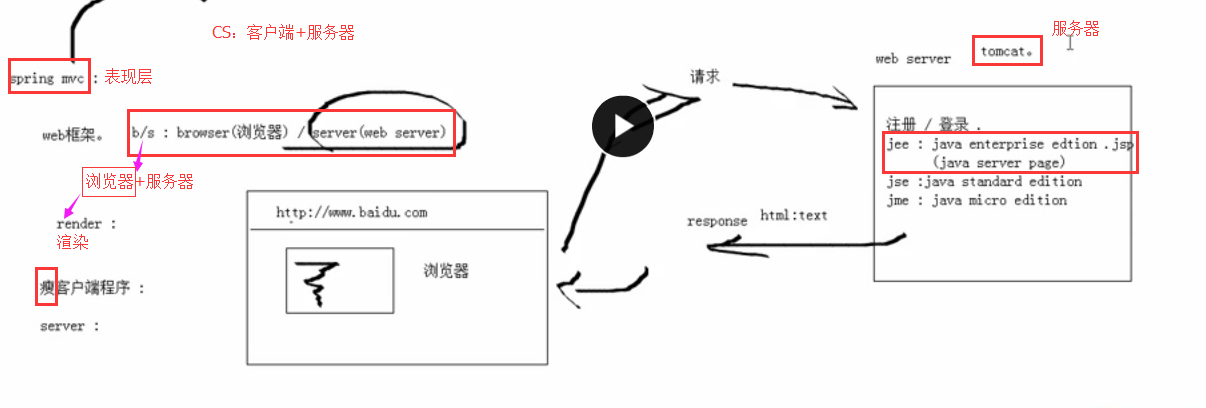 CS：客户端+服务器
服务器
tomcat。
web server
spring mvc : 表现层
请求
web框架。 b/s : browser(浏览器) / server(web server)
注册 / 登录 .
jee : java enterprise edtion .jsp
(java server page)
jse :java standard edition
jme : java micro edition
浏览器+服务器
http://www.baidu.com
response html:text
render :
渲染
浏览器
瘦客户端程序 :
server :